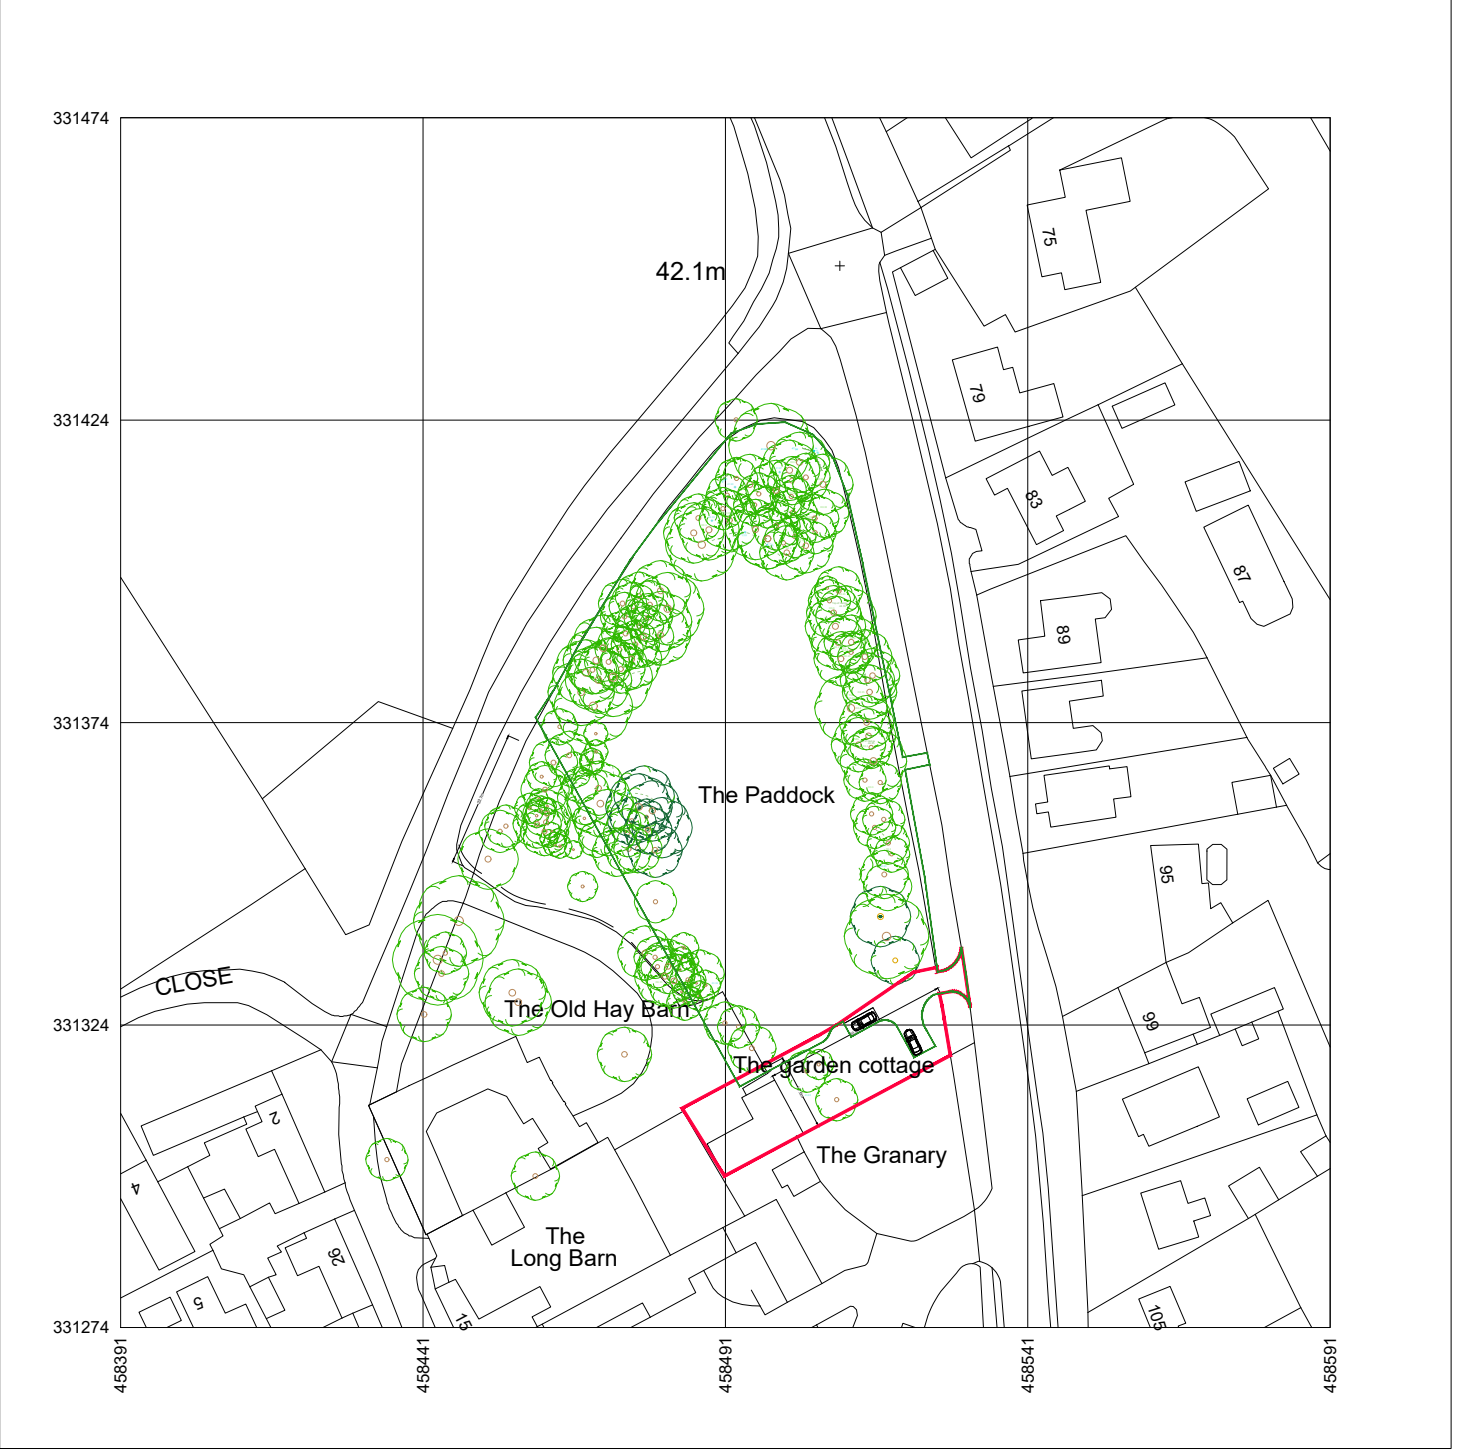 331474
42.1m
75
331424
79
83
87
89
331374
The Paddock
95
CLOSE
The Old Hay Barn
99
331324
The garden cottage
2
The Granary
4
The
Long Barn
26
5
15
105
331274
458391
458441
458491
458541
458591